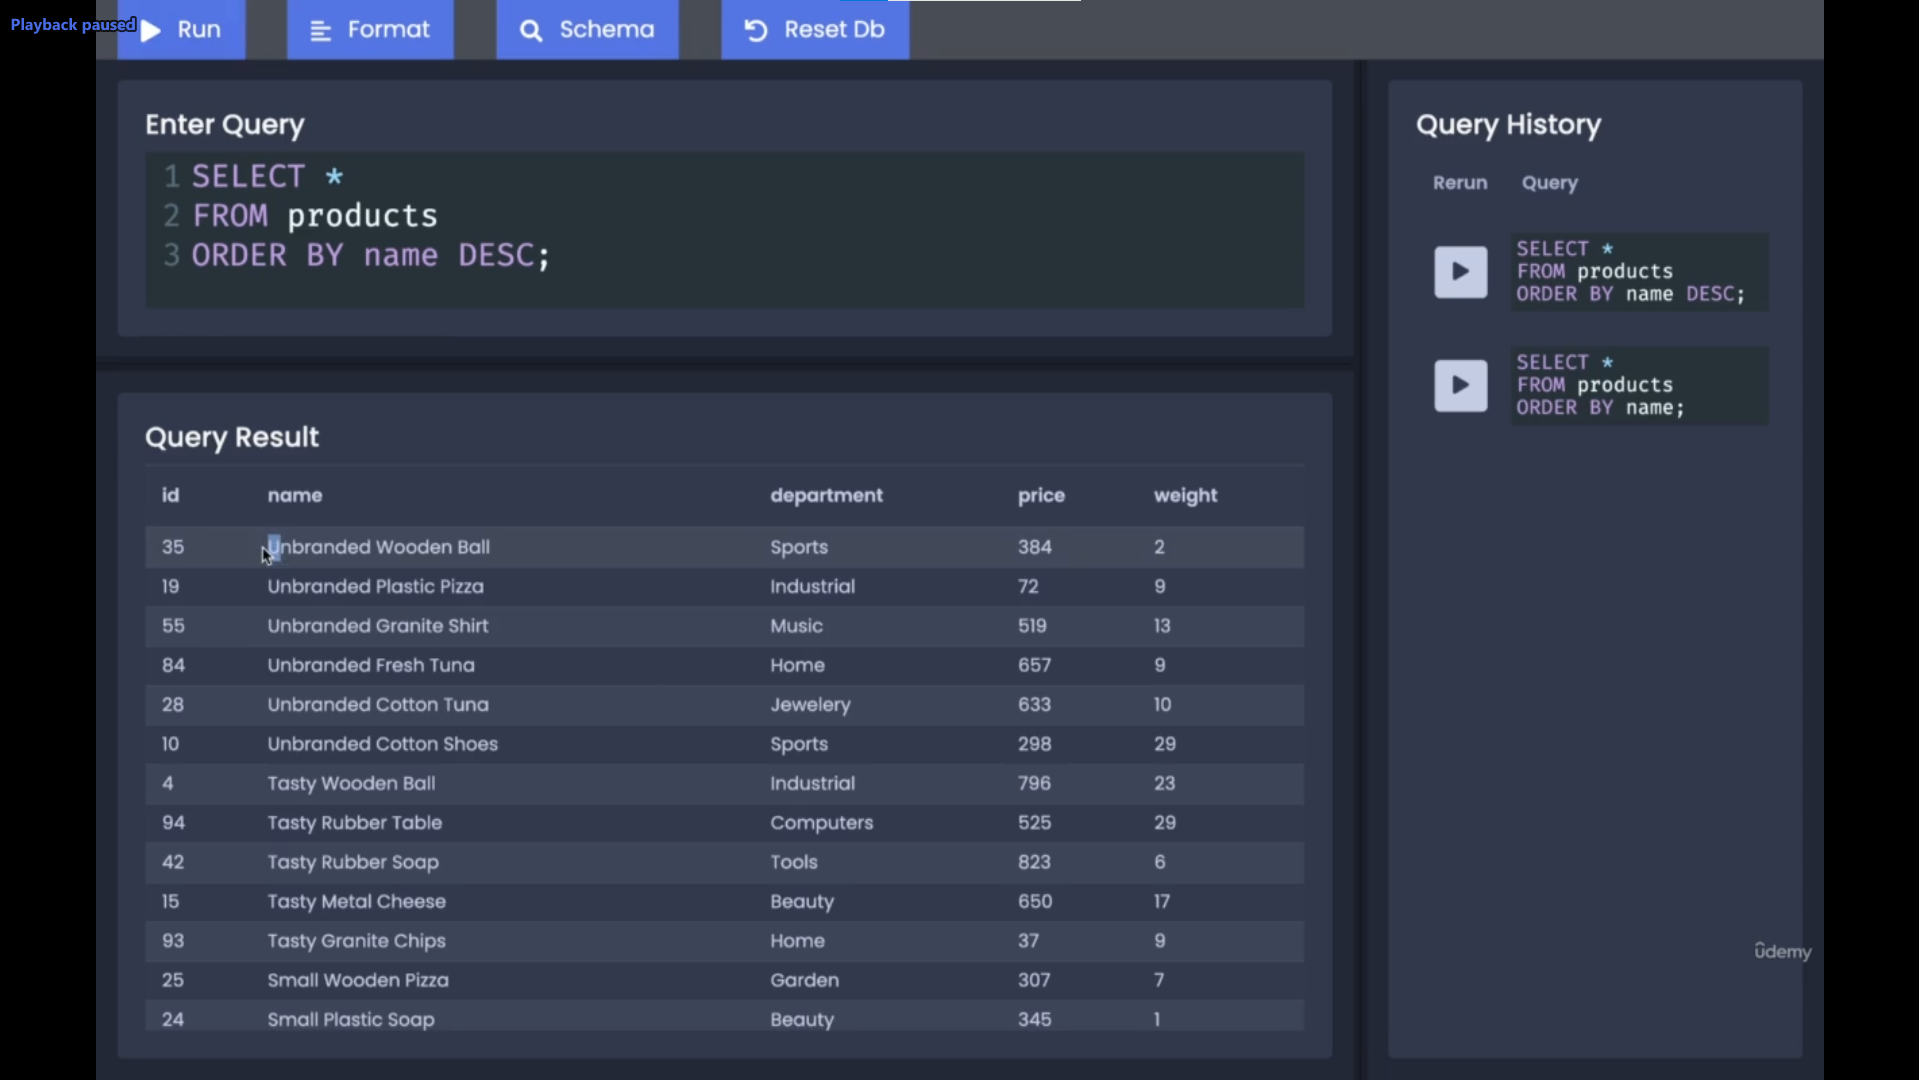 Playback paused
Run Format Schema Reset Db
Enter Query
1 SELECT *
2 FROM products
3 ORDER BY name DESC;
Query Result
id name department price weight
35 Unbranded Wooden Ball Sports 384 2
19 Unbranded Plastic Pizza Industrial 72 9
55 Unbranded Granite Shirt Music 519 13
84 Unbranded Fresh Tuna Home 657 9
28 Unbranded Cotton Tuna Jewelery 633 10
10 Unbranded Cotton Shoes Sports 298 29
4 Tasty Wooden Ball Industrial 796 23
94 Tasty Rubber Table Computers 525 29
42 Tasty Rubber Soap Tools 823 6
15 Tasty Metal Cheese Beauty 650 17
93 Tasty Granite Chips Home 37 9
25 Small Wooden Pizza Garden 307 7
24 Small Plastic Soap Beauty 345 1
Query History
Rerun Query
SELECT *
FROM products
ORDER BY name DESC;
SELECT *
FROM products
ORDER BY name;
ûdemy